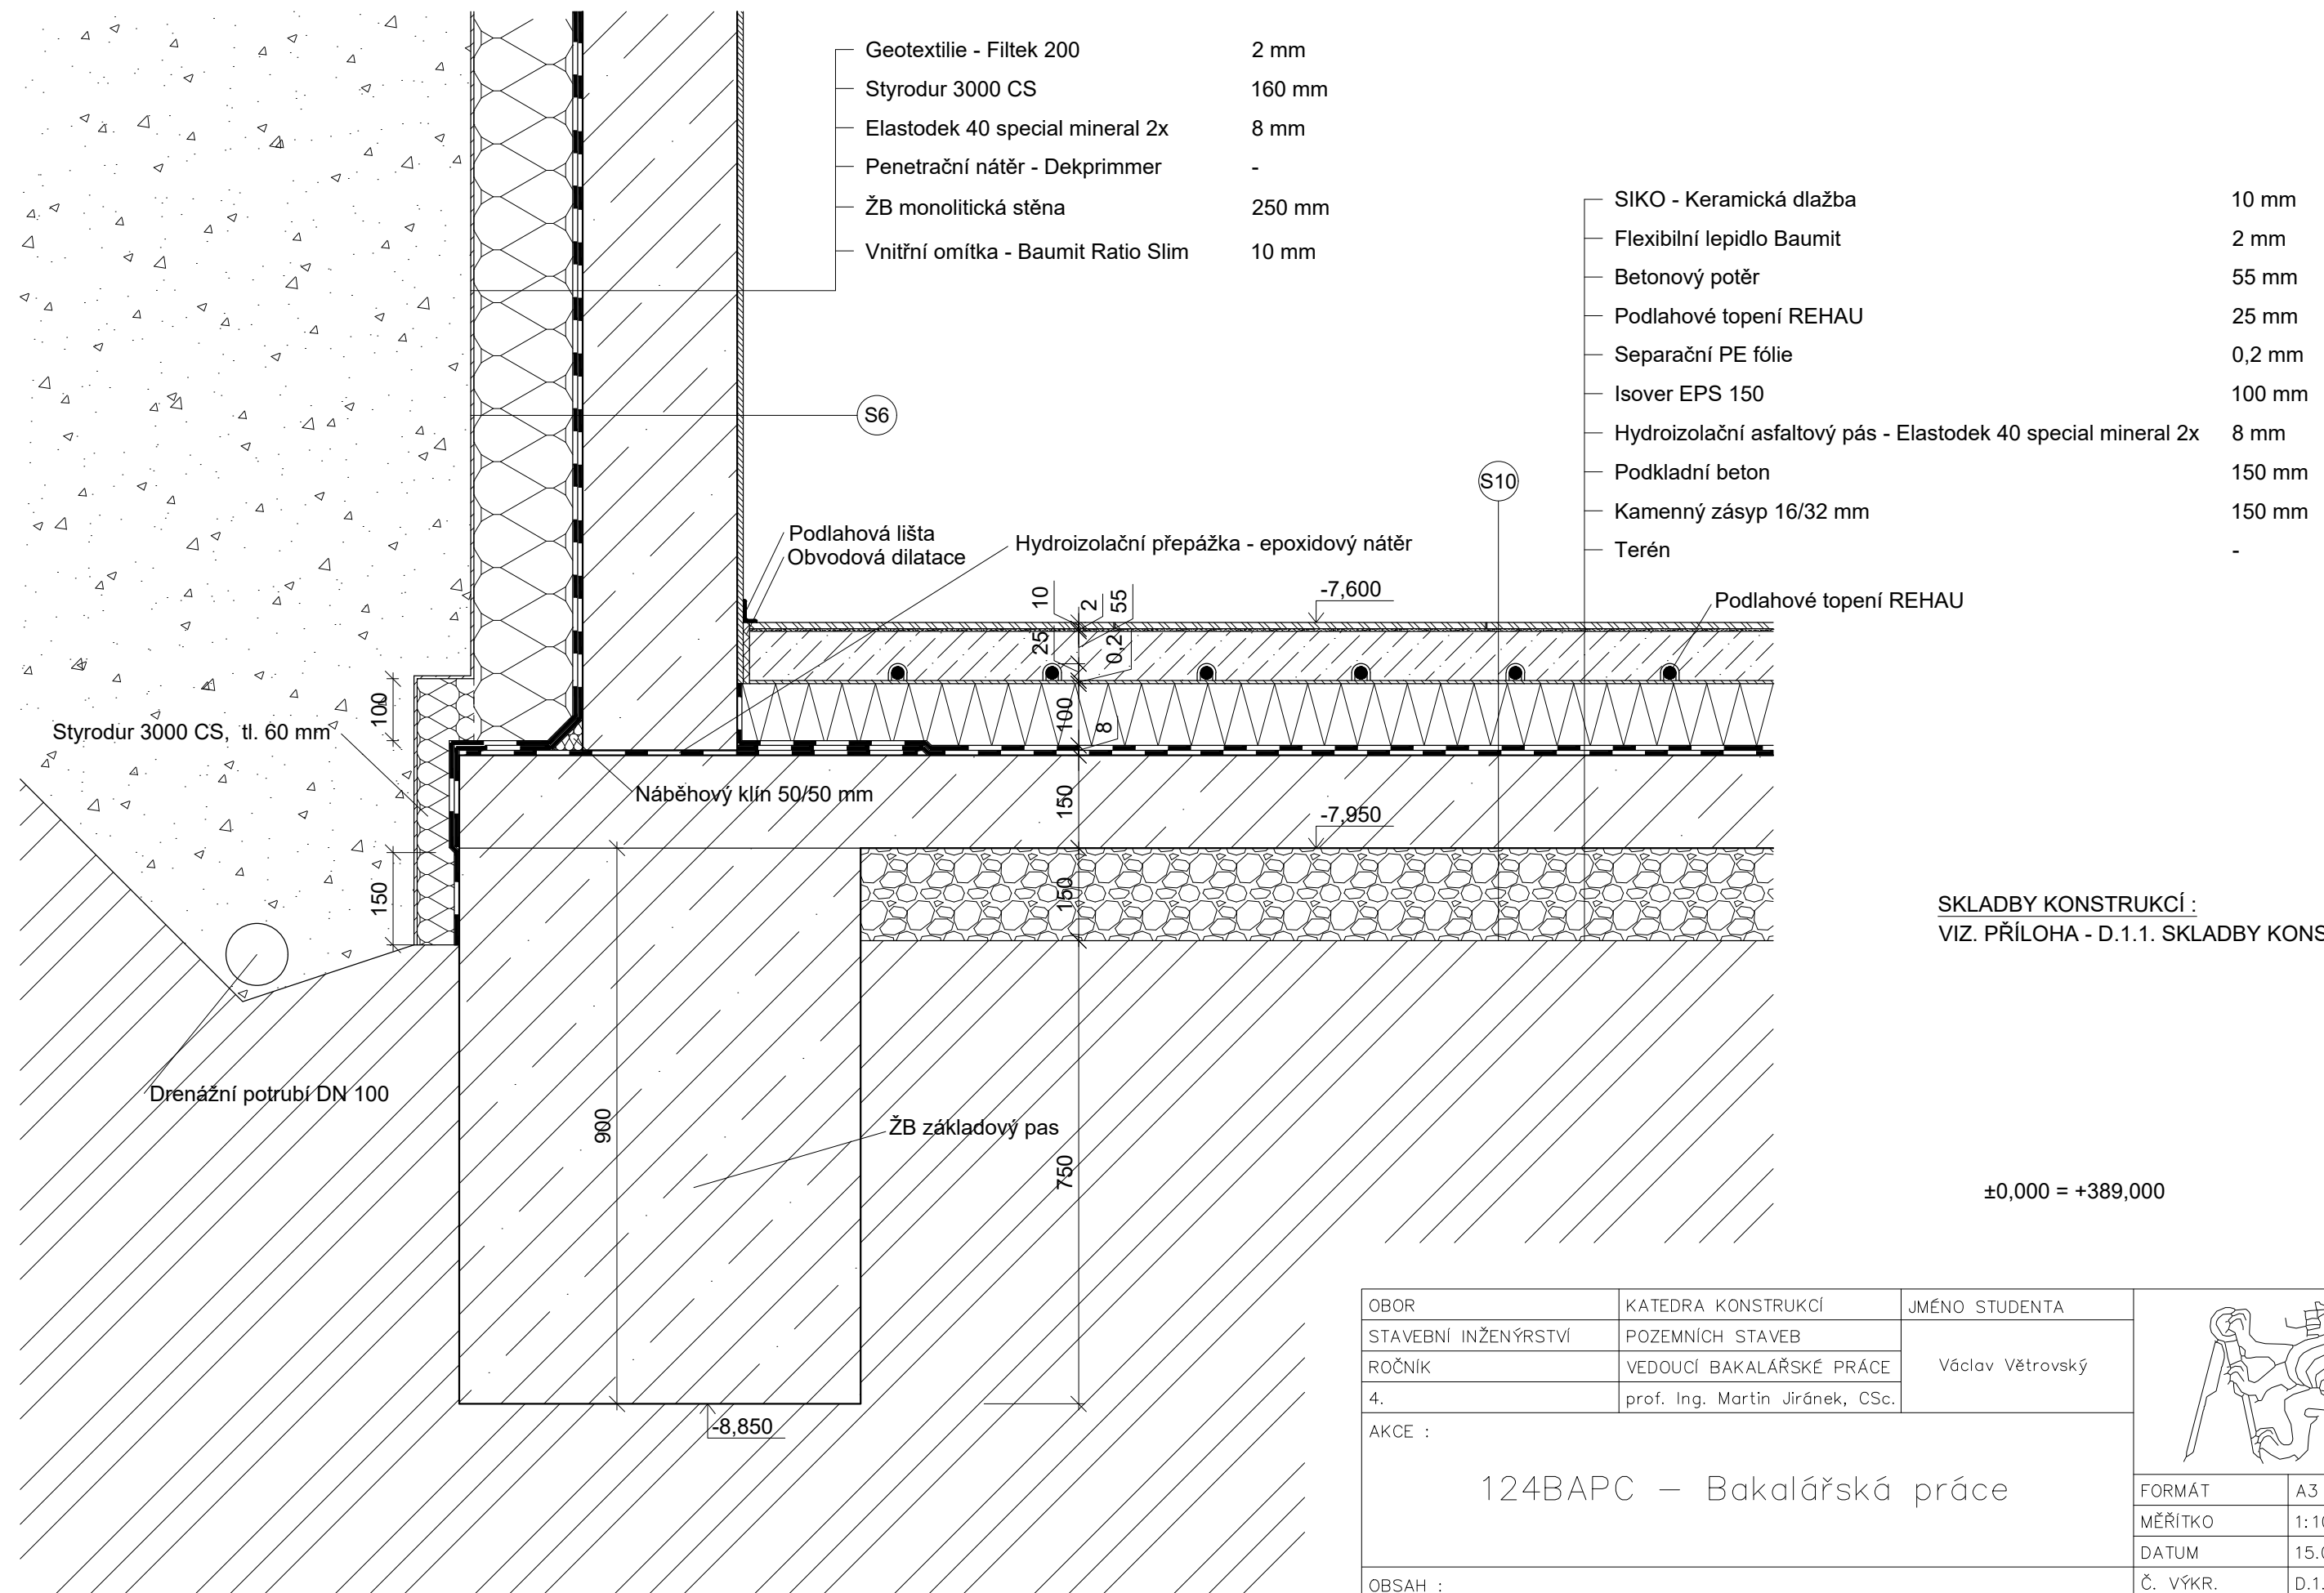 Geotextilie - Filtek 200 2 mm
Styrodur 3000 CS 160 mm
Elastodek 40 special mineral 2x 8 mm
Penetrační nátěr - Dekprimmer -
ŽB monolitická stěna 250 mm
Vnitřní omítka - Baumit Ratio Slim 10 mm
SIKO - Keramická dlažba 10 mm
Flexibilní lepidlo Baumit 2 mm
Betonový potěr 55 mm
Podlahové topení REHAU 25 mm
Separační PE fólie 0,2 mm
Isover EPS 150 100 mm
Hydroizolační asfaltový pás - Elastodek 40 special mineral 2x 8 mm
Podkladní beton 150 mm
Kamenný zásyp 16/32 mm 150 mm
Terén -
S6
S10
Podlahová lišta
Obvodová dilatace
Hydroizolační přepážka - epoxidový nátěr
-7,600
Podlahové topení REHAU
10
2
55
25
0,2
100
8
150
150
750
100
Styrodur 3000 CS, tl. 60 mm
Náběhový klín 50/50 mm
-7,950
150
SKLADBY KONSTRUKCÍ :
VIZ. PŘÍLOHA - D.1.1. SKLADBY KONS
Drenážní potrubí DN 100
900
ŽB základový pas
±0,000 = +389,000
-8,850
OBOR
KATEDRA KONSTRUKCÍ
JMÉNO STUDENTA
STAVEBNÍ INŽENÝRSTVÍ
POZEMNÍCH STAVEB
ROČNÍK
VEDOUCÍ BAKALÁŘSKÉ PRÁCE
Václav Větrovský
4.
prof. Ing. Martin Jiránek, CSc.
AKCE :
124BAPC – Bakalářská práce
FORMÁT A3
MĚŘÍTKO 1:10
DATUM 15.0
Č. VÝKR. D.1.
OBSAH :